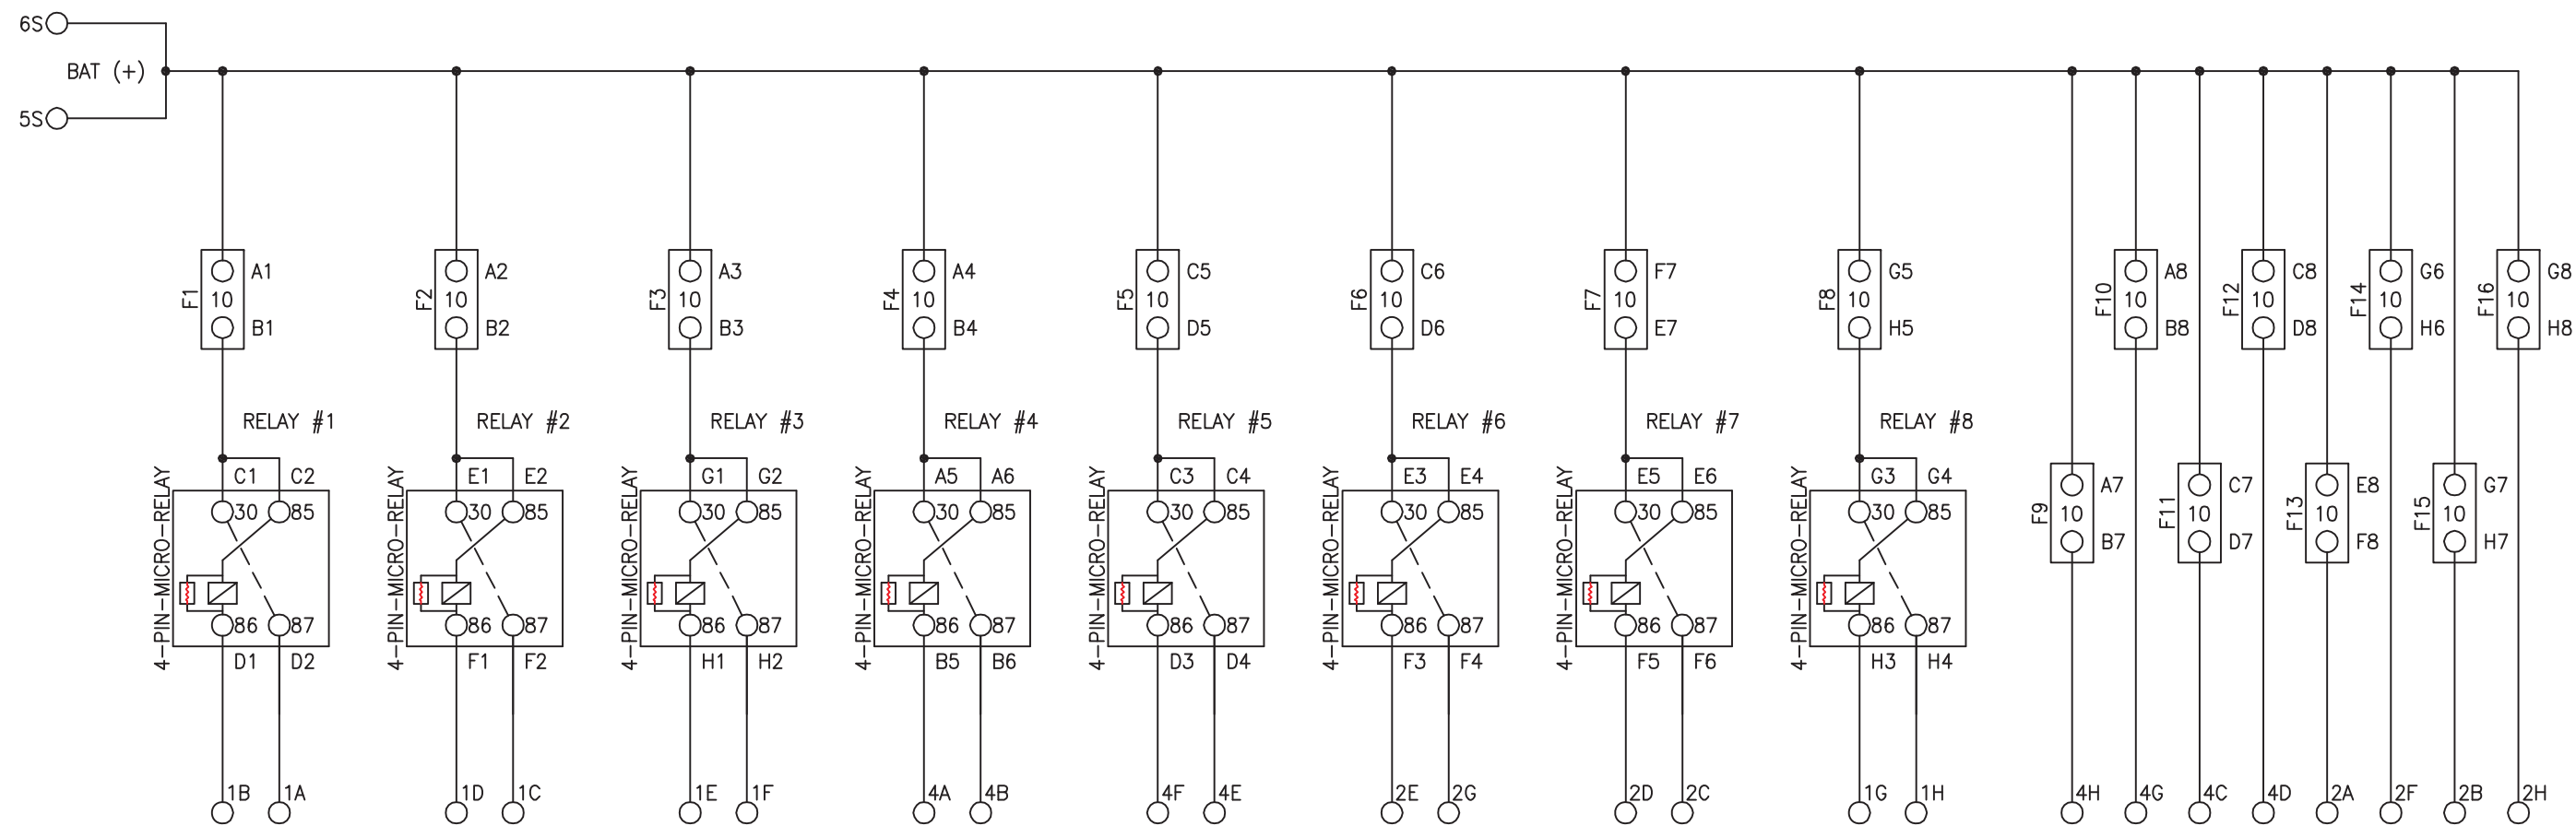 6S
BAT (+)
5S
A1 A2 A3 A4 C5 C6 F7 G5 A8 C8 G6 G8
F1 10 F2 10 F3 10 F4 10 F5 10 F6 10 F7 10 F8 10 F10 10 F12 10 F14 10 F16 10
B1 B2 B3 B4 D5 D6 E7 H5 B8 D8 H6 H8
RELAY #1 RELAY #2 RELAY #3 RELAY #4 RELAY #5 RELAY #6 RELAY #7 RELAY #8
C1 C2 E1 E2 G1 G2 A5 A6 C3 C4 E3 E4 E5 E6 G3 G4 A7 C7 E8 G7
30 85 30 85 30 85 30 85 30 85 30 85 30 85 30 85
F9 10 F11 10 F13 10 F15 10
B7 D7 F8 H7
4-PIN-MICRO-RELAY 4-PIN-MICRO-RELAY 4-PIN-MICRO-RELAY 4-PIN-MICRO-RELAY 4-PIN-MICRO-RELAY 4-PIN-MICRO-RELAY 4-PIN-MICRO-RELAY 4-PIN-MICRO-RELAY
86 87 86 87 86 87 86 87 86 87 86 87 86 87 86 87
D1 D2 F1 F2 H1 H2 B5 B6 D3 D4 F3 F4 F5 F6 H3 H4
1B 1A 1D 1C 1E 1F 4A 4B 4F 4E 2E 2G 2D 2C 1G 1H 4H 4G 4C 4D 2A 2F 2B 2H